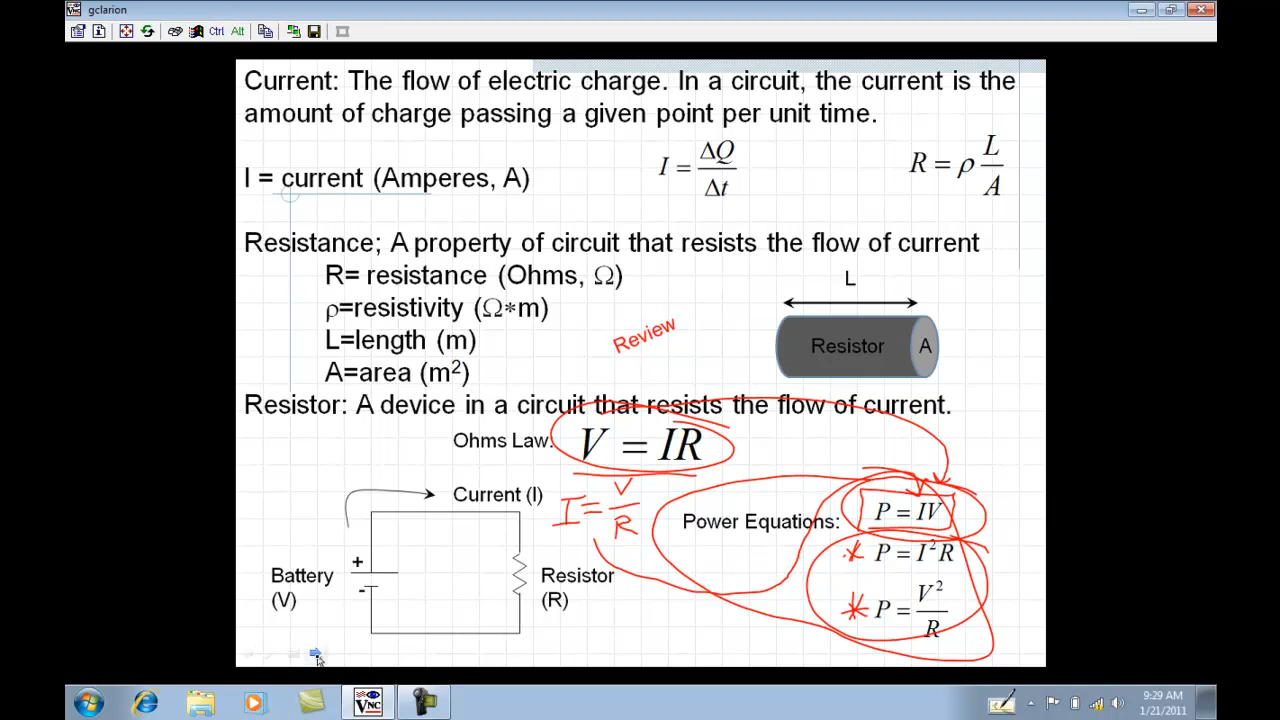 gclarion
Ctrl Alt
Current: The flow of electric charge. In a circuit, the current is the
amount of charge passing a given point per unit time.
I = current (Amperes, A)
I = ΔQ / Δt
R = ρ L / A
Resistance; A property of circuit that resists the flow of current
R= resistance (Ohms, Ω)
ρ=resistivity (Ω∗m)
L=length (m)
A=area (m²)
L
Resistor A
Review
Resistor: A device in a circuit that resists the flow of current.
Ohms Law:
V = IR
I = V / R
Current (I)
Power Equations:
P = IV
* P = I²R
* P = V² / R
Battery
(V)
+
-
Resistor
(R)
VNC
9:29 AM
1/21/2011